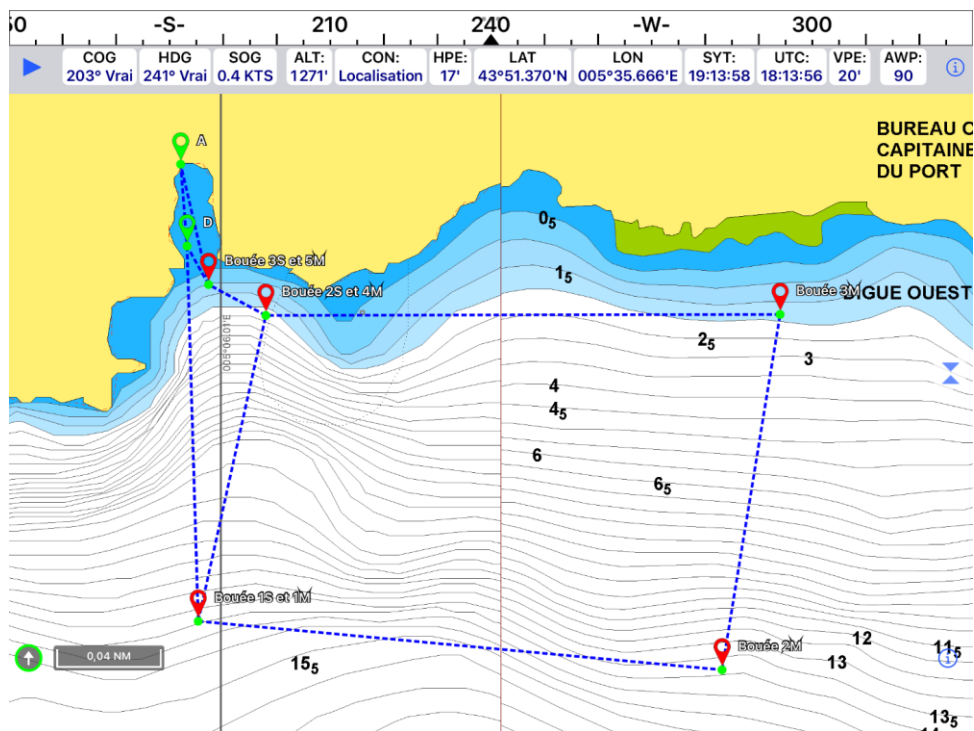 -S- 210 240 -W- 300
COG HDG SOG ALT: CON: HPE: LAT LON SYT: UTC: VPE: AWP:
203° Vrai 241° Vrai 0.4 KTS 1271' Localisation 17' 43°51.370'N 005°35.666'E 19:13:58 18:13:56 20' 90
BUREAU
CAPITAINE
DU PORT
A
D
0₅
Bouée 3S et 5M
1₅
Bouée 2S et 4M
Bouée 3M
DIGUE OUEST
005°06.01'E
2₅
3
4
4₅
6
6₅
Bouée 1S et 1M
12
11₅
Bouée 2M
0,04 NM
15₅
13
13₅